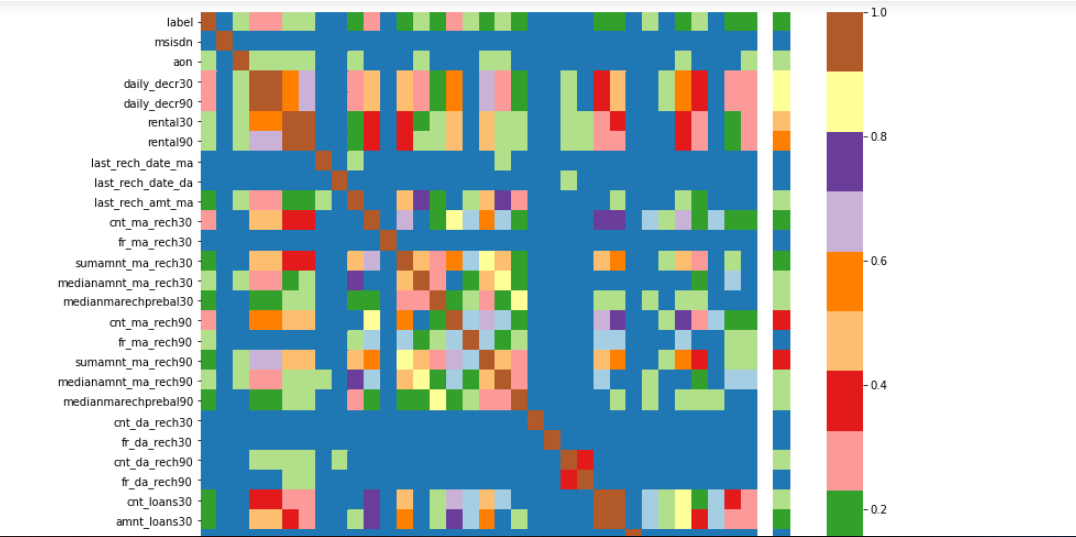 label
msisdn
aon
daily_decr30
daily_decr90
rental30
rental90
last_rech_date_ma
last_rech_date_da
last_rech_amt_ma
cnt_ma_rech30
fr_ma_rech30
sumamnt_ma_rech30
medianamnt_ma_rech30
medianmarechprebal30
cnt_ma_rech90
fr_ma_rech90
sumamnt_ma_rech90
medianamnt_ma_rech90
medianmarechprebal90
cnt_da_rech30
fr_da_rech30
cnt_da_rech90
fr_da_rech90
cnt_loans30
amnt_loans30
1.0
0.8
0.6
0.4
0.2